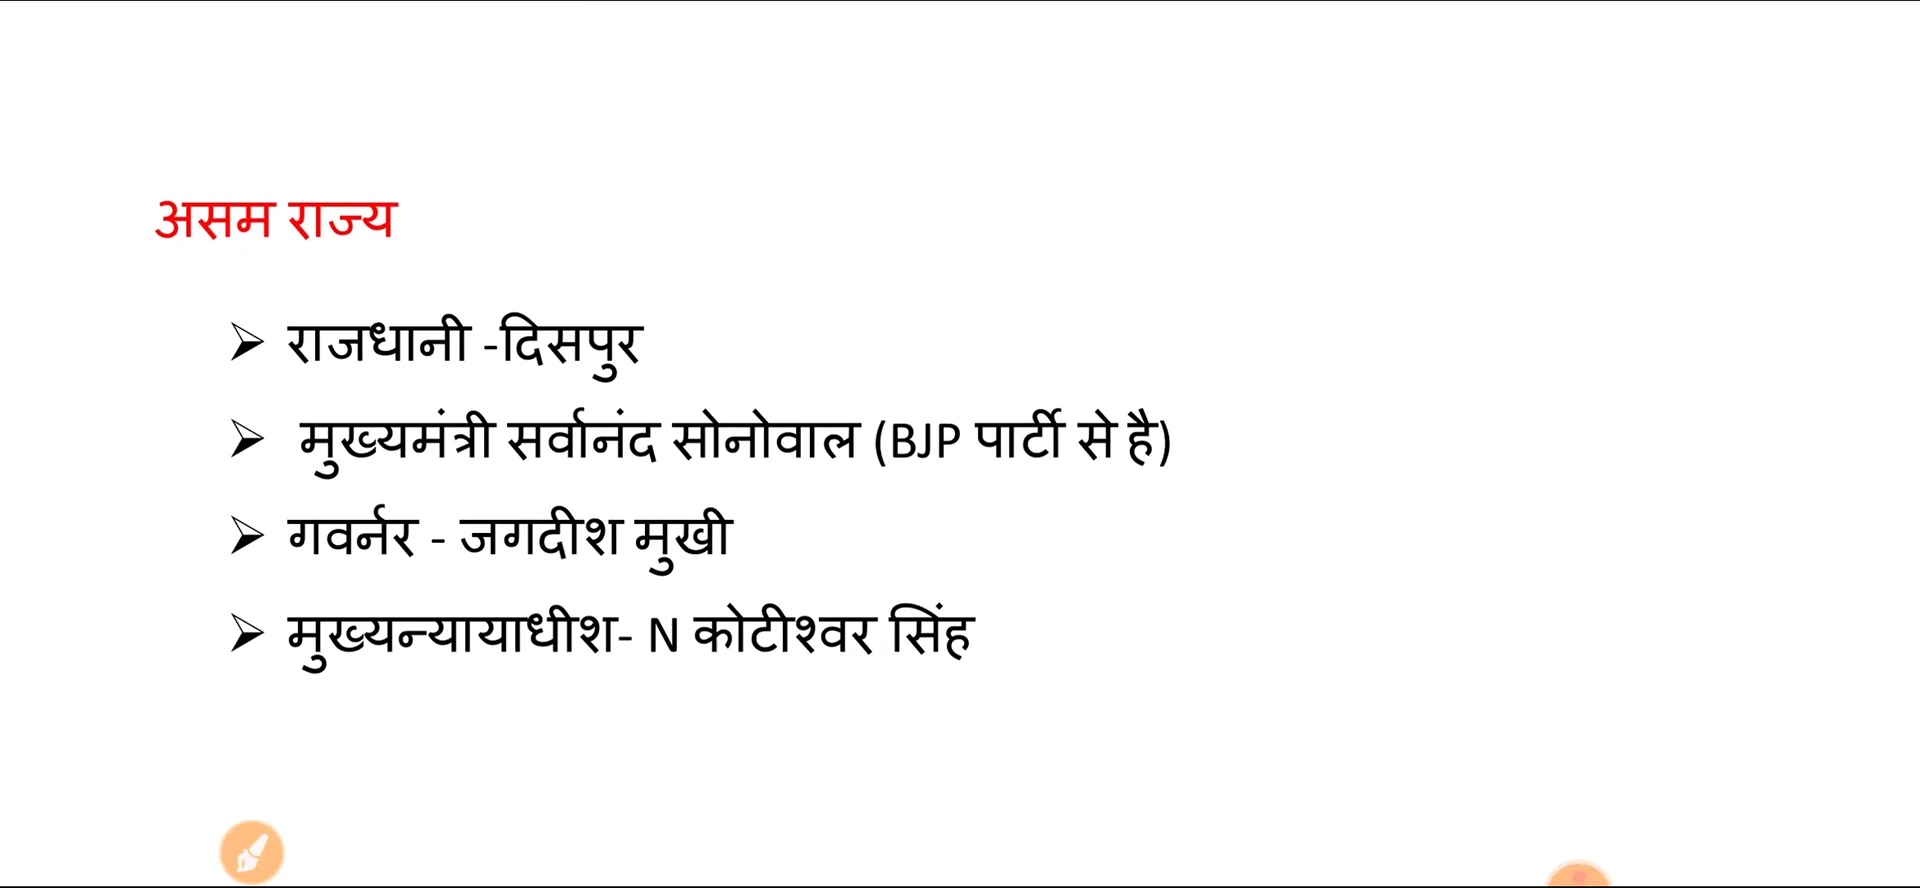 असम राज्य
➢ राजधानी -दिसपुर
➢ मुख्यमंत्री सर्वानंद सोनोवाल (BJP पार्टी से है)
➢ गवर्नर - जगदीश मुखी
➢ मुख्यन्यायाधीश- N कोटीश्वर सिंह